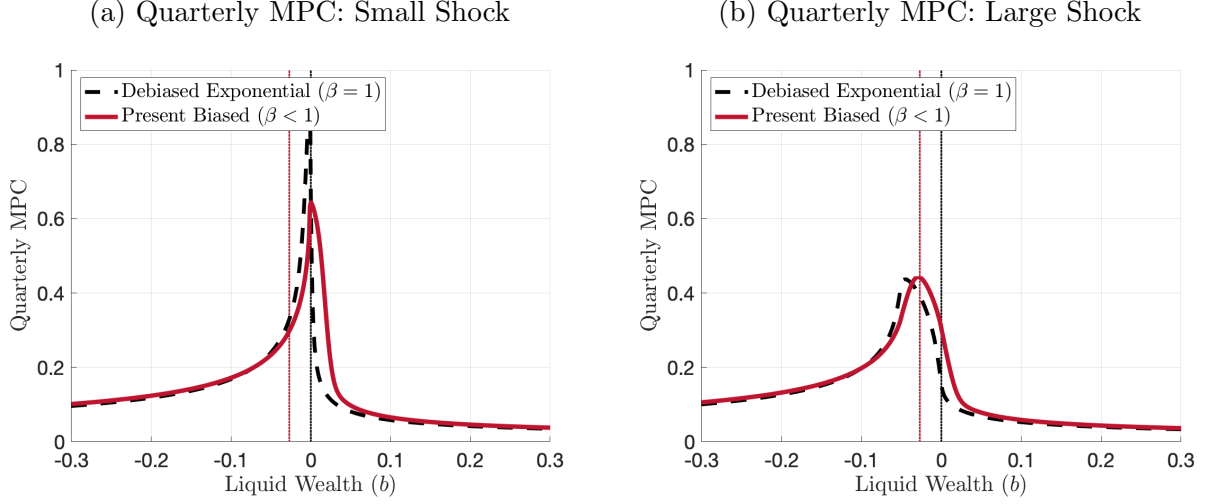 (a) Quarterly MPC: Small Shock
1
0.8
0.6
0.4
0.2
0
Quarterly MPC
Debiased Exponential (β = 1)
Present Biased (β < 1)
-0.3 -0.2 -0.1 0 0.1 0.2 0.3
Liquid Wealth (b)
(b) Quarterly MPC: Large Shock
1
0.8
0.6
0.4
0.2
0
Quarterly MPC
Debiased Exponential (β = 1)
Present Biased (β < 1)
-0.3 -0.2 -0.1 0 0.1 0.2 0.3
Liquid Wealth (b)